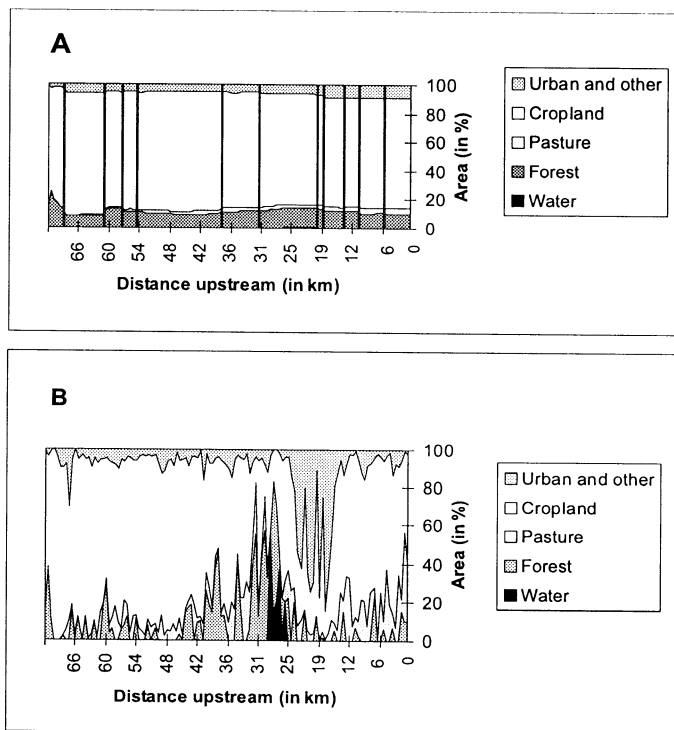 A
100
80
60
40
20
0
Area (in %)
66
60
54
48
42
36
31
25
19
12
6
0
Distance upstream (in km)
Urban and other
Cropland
Pasture
Forest
Water
B
100
80
60
40
20
0
Area (in %)
66
60
54
48
42
36
31
25
19
12
6
0
Distance upstream (in km)
Urban and other
Cropland
Pasture
Forest
Water